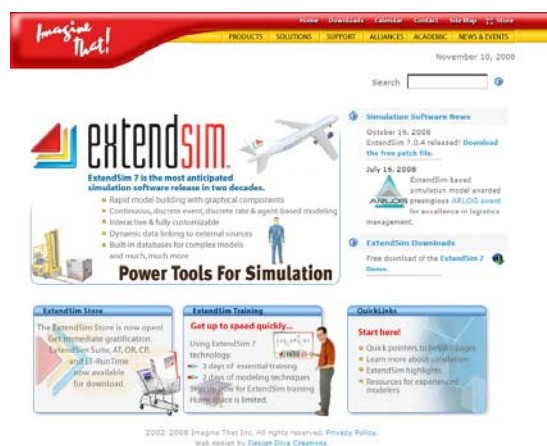 Imagine
That!
Home Downloads Calendar Contact Site Map Store
PRODUCTS SOLUTIONS SUPPORT ALLIANCES ACADEMIC NEWS & EVENTS
November 10, 2008
Search
extendsim
ExtendSim 7 is the most anticipated
simulation software release in two decades.
Rapid model building with graphical components
Continuous, discrete event, discrete rate & agent-based modeling
Interactive & fully customizable
Dynamic data linking to external sources
Built-in databases for complex models
and much, much more
Power Tools For Simulation
Simulation Software News
October 16, 2008
ExtendSim 7.0.4 released! Download
the free patch file.
July 16, 2008
ExtendSim based
simulation model awarded
prestigious ARLOG award
for excellence in logistics
management.
ARLOG
ExtendSim Downloads
Free download of the ExtendSim 7
Demo.
ExtendSim Store
The ExtendSim Store is now open!
Get immediate gratification.
ExtendSim Suite, AT, OR, CP,
and LT-RunTime
now available
for download.
ExtendSim Training
Get up to speed quickly...
Using ExtendSim 7
technology:
3 days of essential training
2 days of modeling techniques
Sign up now for ExtendSim training
Hurry, space is limited.
QuickLinks
Start here!
Quick pointers to helpful pages
Learn more about simulation
ExtendSim highlights
Resources for experienced
modelers
2002-2008 Imagine That Inc. All rights reserved. Privacy Policy.
Web design by Design Diva Creations.